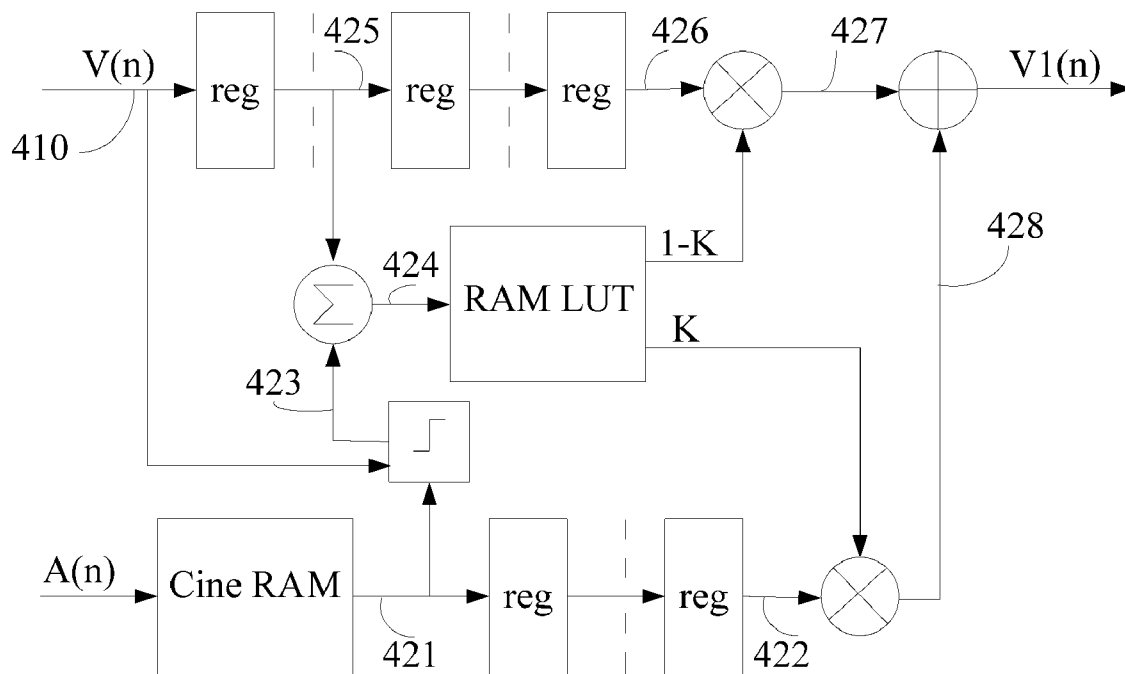 425
426
427
V(n)
V1(n)
reg
reg
reg
410
428
1-K
424
RAM LUT
Σ
K
423
A(n)
Cine RAM
reg
reg
421
422